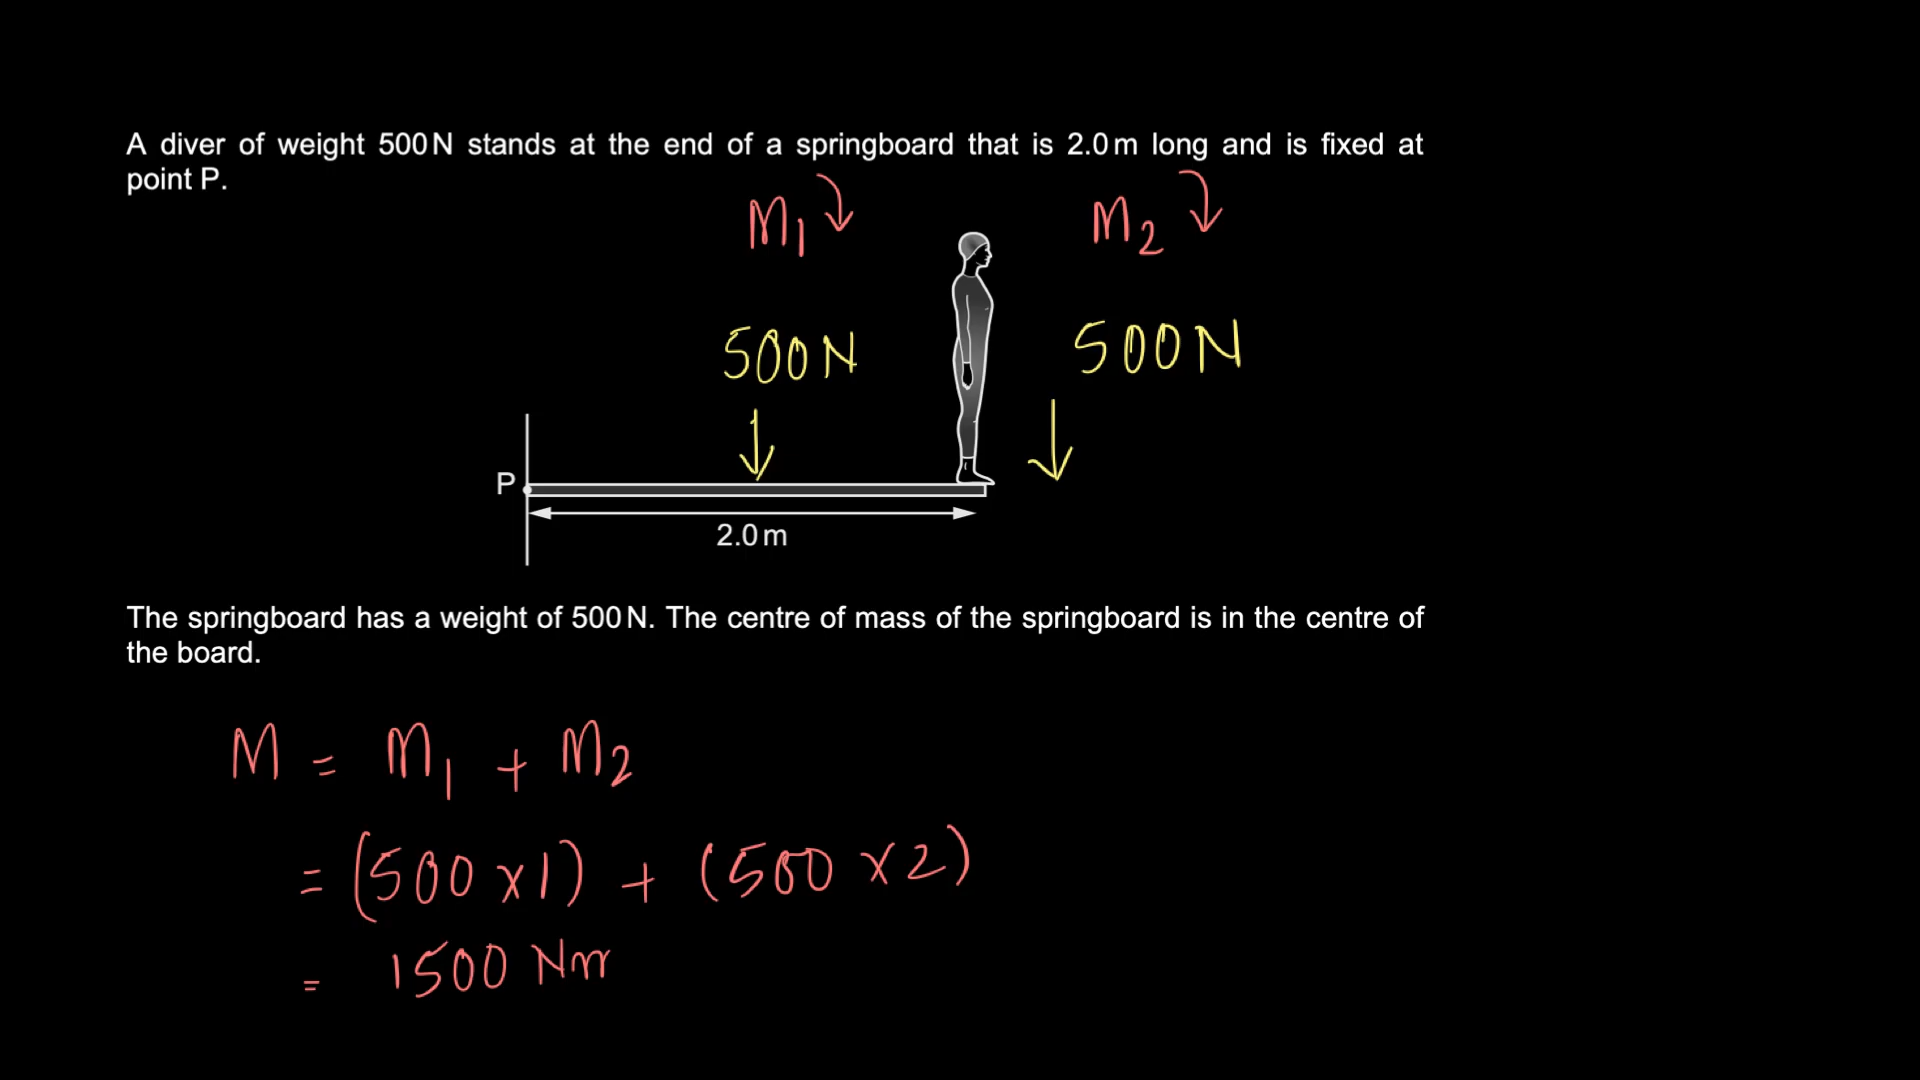 A diver of weight 500 N stands at the end of a springboard that is 2.0 m long and is fixed at
point P.
M1 M2
500N 500N
P
2.0 m
The springboard has a weight of 500 N. The centre of mass of the springboard is in the centre of
the board.
M = M1 + M2
= (500 x 1) + (500 x 2)
= 1500 Nm